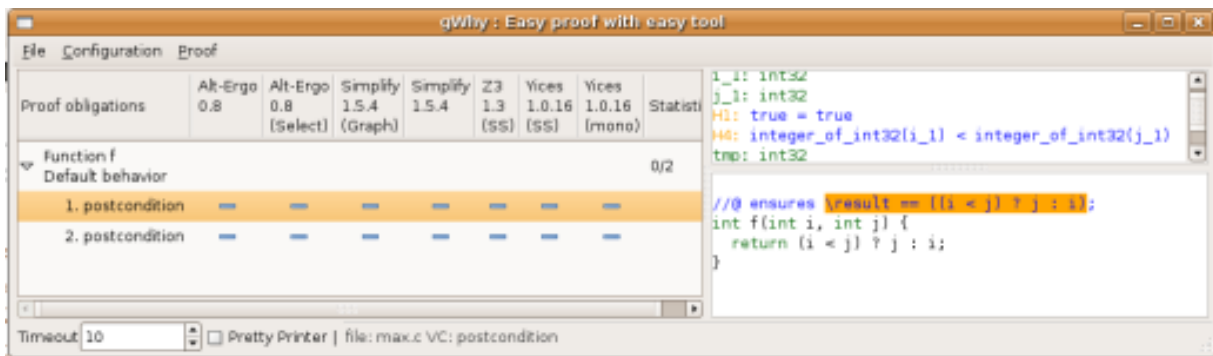 gWhy : Easy proof with easy tool
File Configuration Proof
Proof obligations
Alt-Ergo
0.8
Alt-Ergo
0.8
(Select)
Simplify
1.5.4
(Graph)
Simplify
1.5.4
Z3
1.3
(SS)
Yices
1.0.16
(SS)
Yices
1.0.16
(mono)
Statisti
Function f
Default behavior
0/2
1. postcondition
2. postcondition
i_1: int32
j_1: int32
H1: true = true
H4: integer_of_int32(i_1) < integer_of_int32(j_1)
tmp: int32
//@ ensures \result == ((i < j) ? j : i);
int f(int i, int j) {
return (i < j) ? j : i;
}
Timeout 10 Pretty Printer | file: max.c VC: postcondition